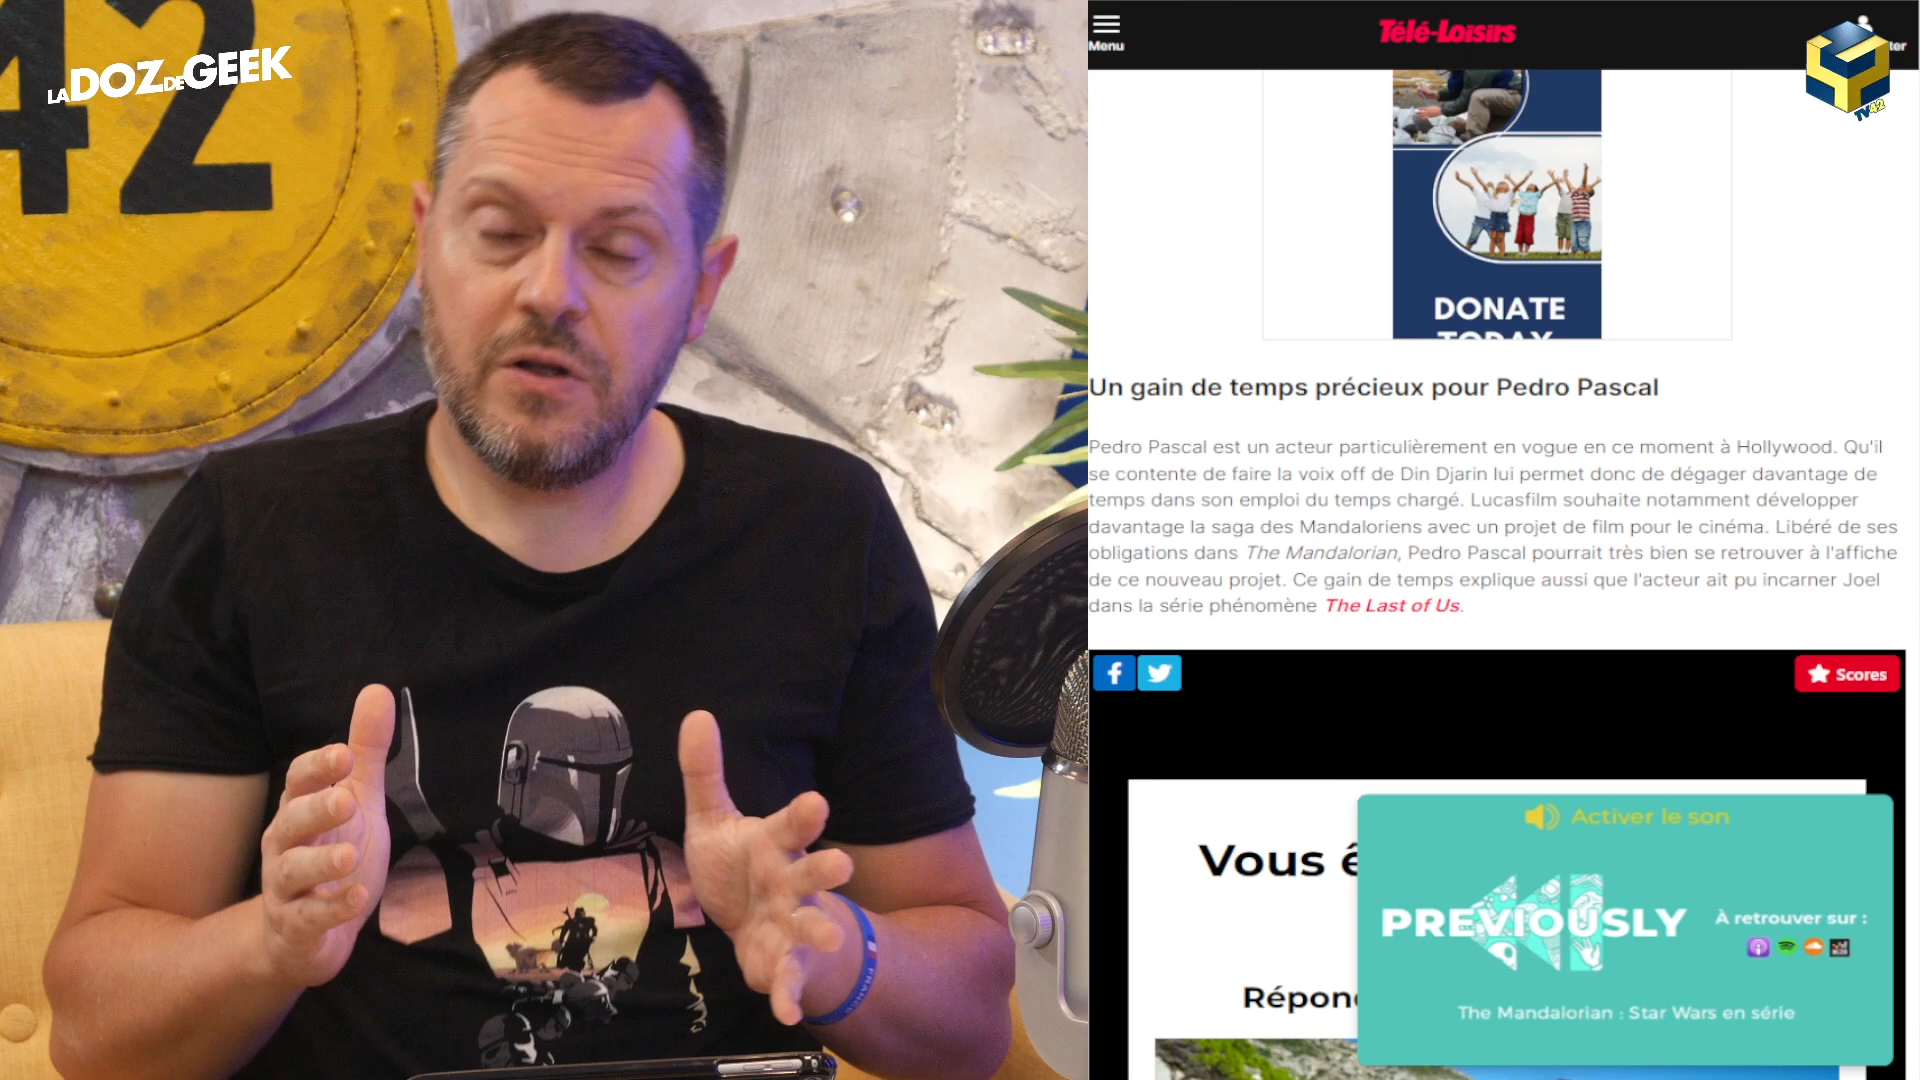 42
LA DOZ DE GEEK
FRANCE
Menu
Télé-Loisirs
ter
TV42
DONATE
TODAY
Un gain de temps précieux pour Pedro Pascal
Pedro Pascal est un acteur particulièrement en vogue en ce moment à Hollywood. Qu'il
se contente de faire la voix off de Din Djarin lui permet donc de dégager davantage de
temps dans son emploi du temps chargé. Lucasfilm souhaite notamment développer
davantage la saga des Mandaloriens avec un projet de film pour le cinéma. Libéré de ses
obligations dans The Mandalorian, Pedro Pascal pourrait très bien se retrouver à l'affiche
de ce nouveau projet. Ce gain de temps explique aussi que l'acteur ait pu incarner Joel
dans la série phénomène The Last of Us.
Scores
Vous ê
Activer le son
PREVIOUSLY
À retrouver sur :
Répon
The Mandalorian : Star Wars en série